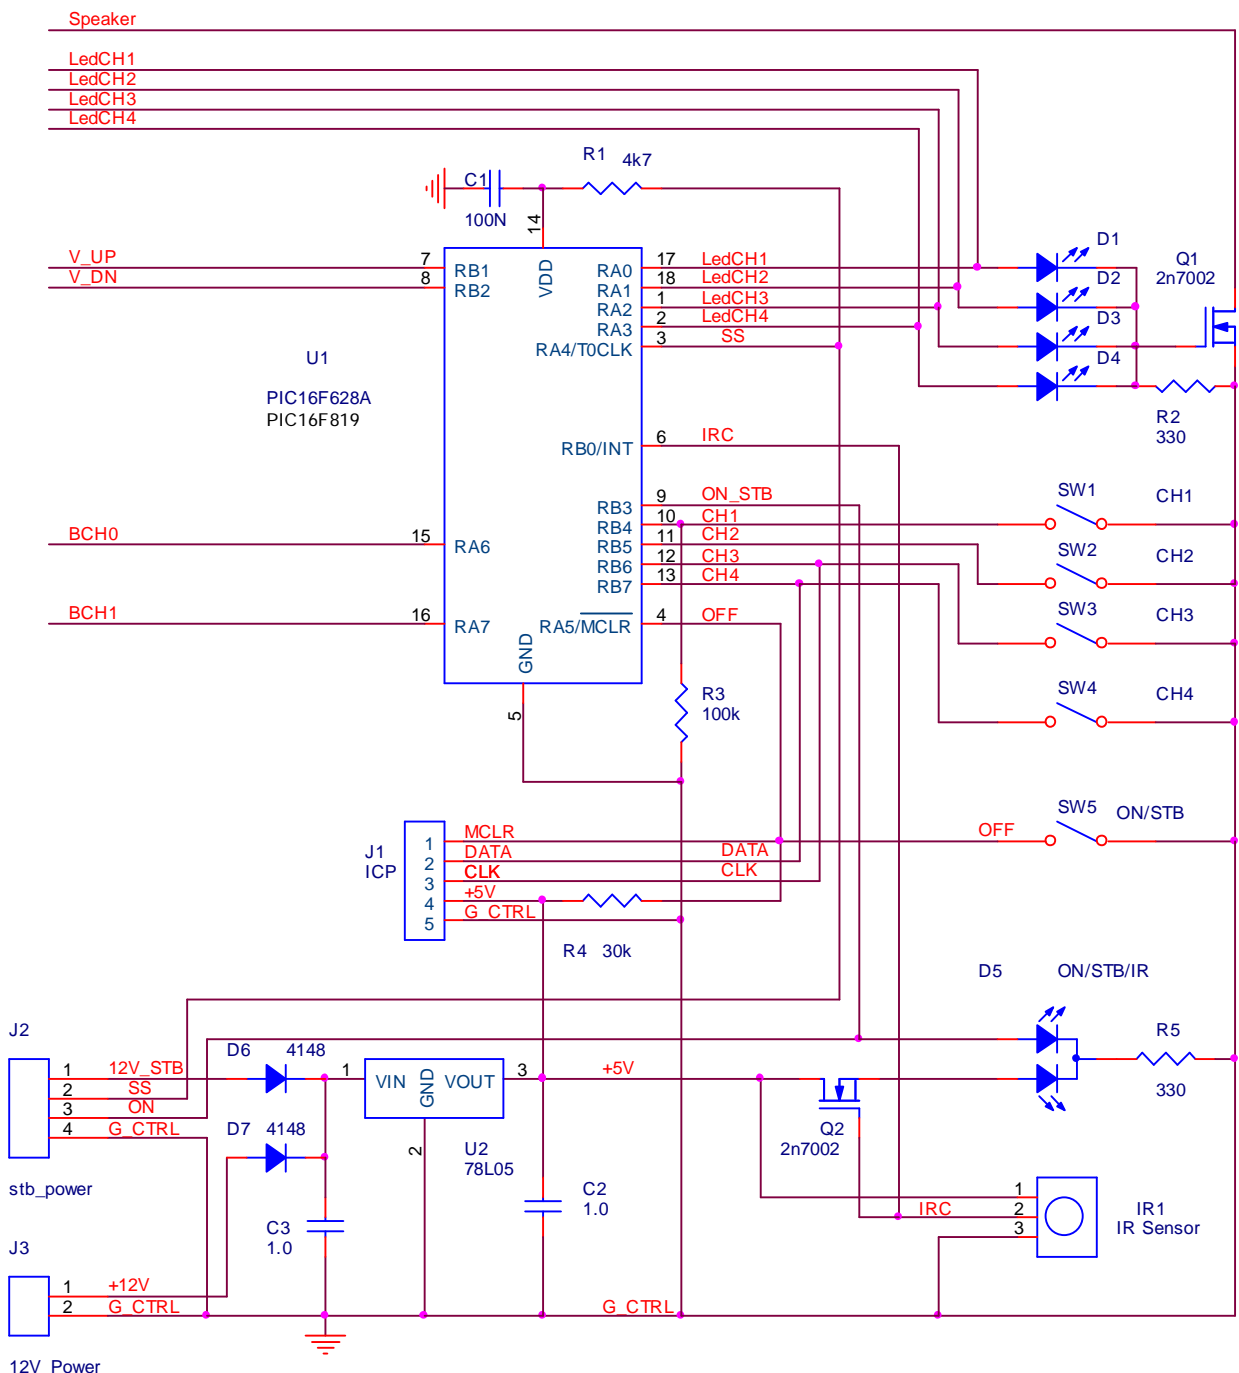 Speaker
LedCH1
LedCH2
LedCH3
LedCH4
R1 4k7
C1
100N
14
V_UP 7 RB1
V_DN 8 RB2
VDD
RA0 17 LedCH1
RA1 18 LedCH2
RA2 1 LedCH3
RA3 2 LedCH4
RA4/T0CLK 3 SS
D1
D2
D3
D4
Q1
2n7002
R2
330
U1
PIC16F628A
PIC16F819
RB0/INT 6 IRC
RB3 9 ON_STB
RB4 10 CH1
RB5 11 CH2
RB6 12 CH3
RB7 13 CH4
RA5/MCLR 4 OFF
BCH0 15 RA6
BCH1 16 RA7
GND
5
SW1 CH1
SW2 CH2
SW3 CH3
SW4 CH4
R3
100k
SW5 ON/STB
OFF
J1
ICP
1 MCLR
2 DATA DATA
3 CLK CLK
4 +5V
5 G_CTRL
R4 30k
D5 ON/STB/IR
R5
330
J2
1 12V_STB
2 SS
3 ON
4 G_CTRL
stb_power
D6 4148
D7 4148
1 VIN GND VOUT 3
2
U2
78L05
+5V
Q2
2n7002
C2
1.0
C3
1.0
IRC
1
2
3
IR1
IR Sensor
J3
1 +12V
2 G_CTRL
G_CTRL
12V Power